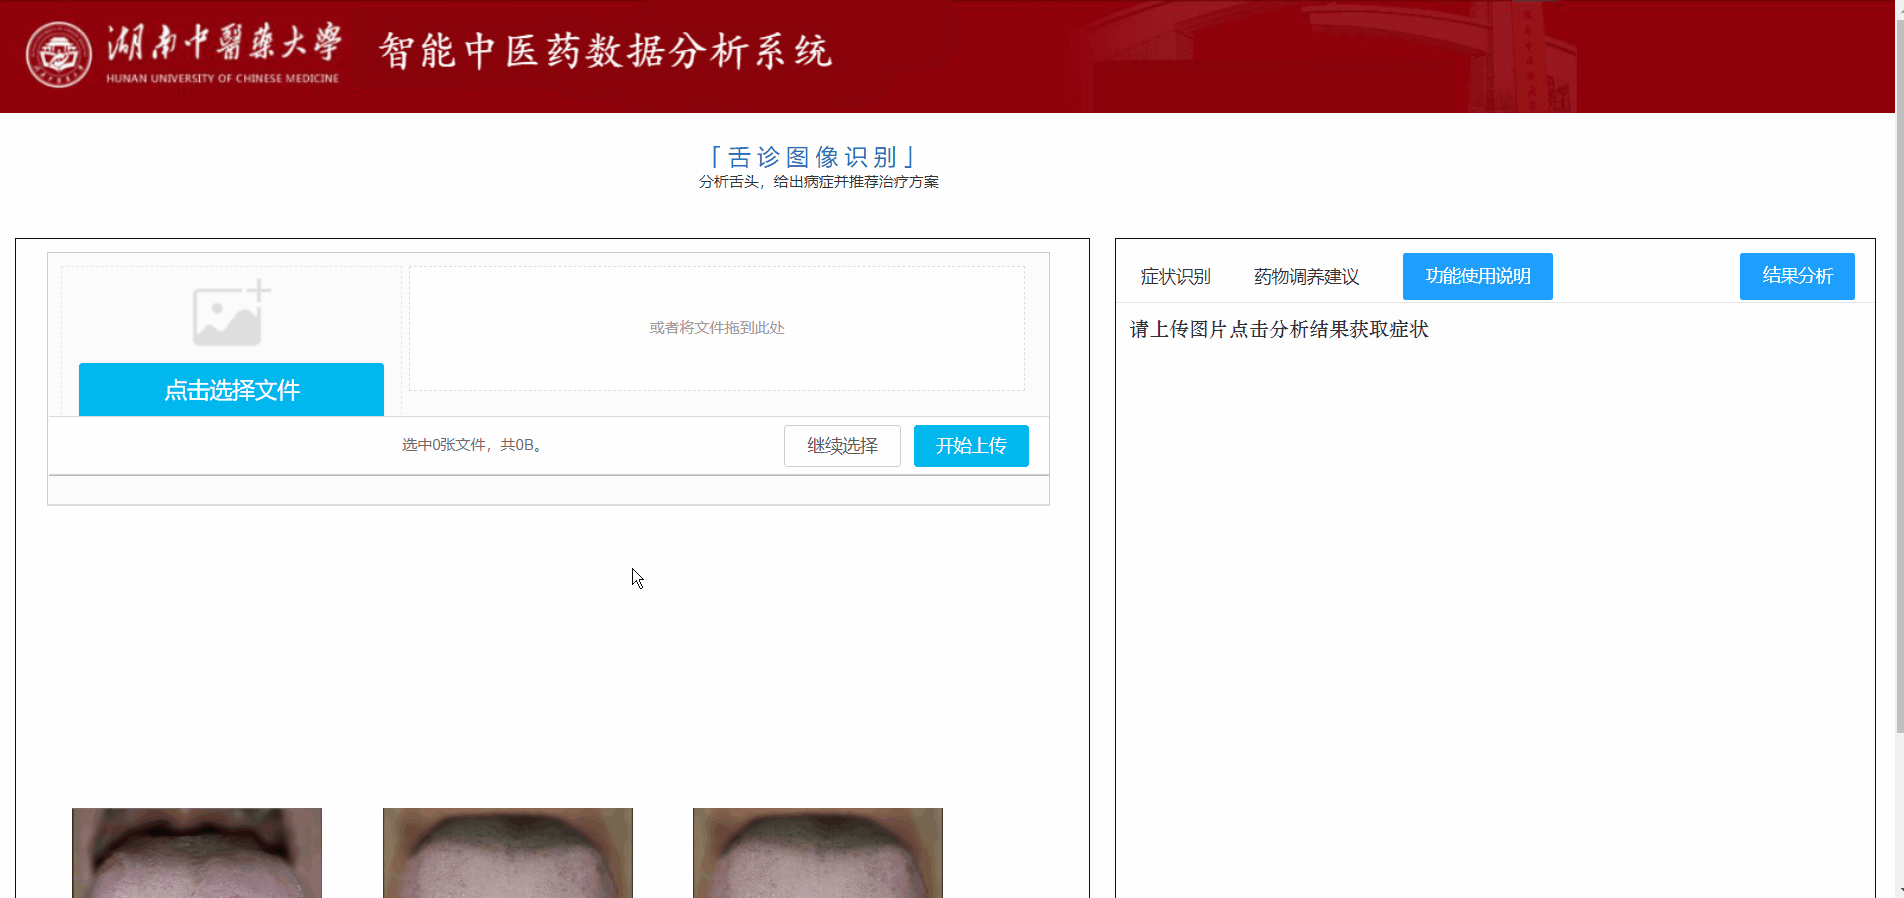 湖南中醫藥大學
HUNAN UNIVERSITY OF CHINESE MEDICINE
智能中医药数据分析系统
「舌诊图像识别」
分析舌头，给出病症并推荐治疗方案
点击选择文件
或者将文件拖到此处
选中0张文件，共0B。
继续选择
开始上传
症状识别
药物调养建议
功能使用说明
结果分析
请上传图片点击分析结果获取症状